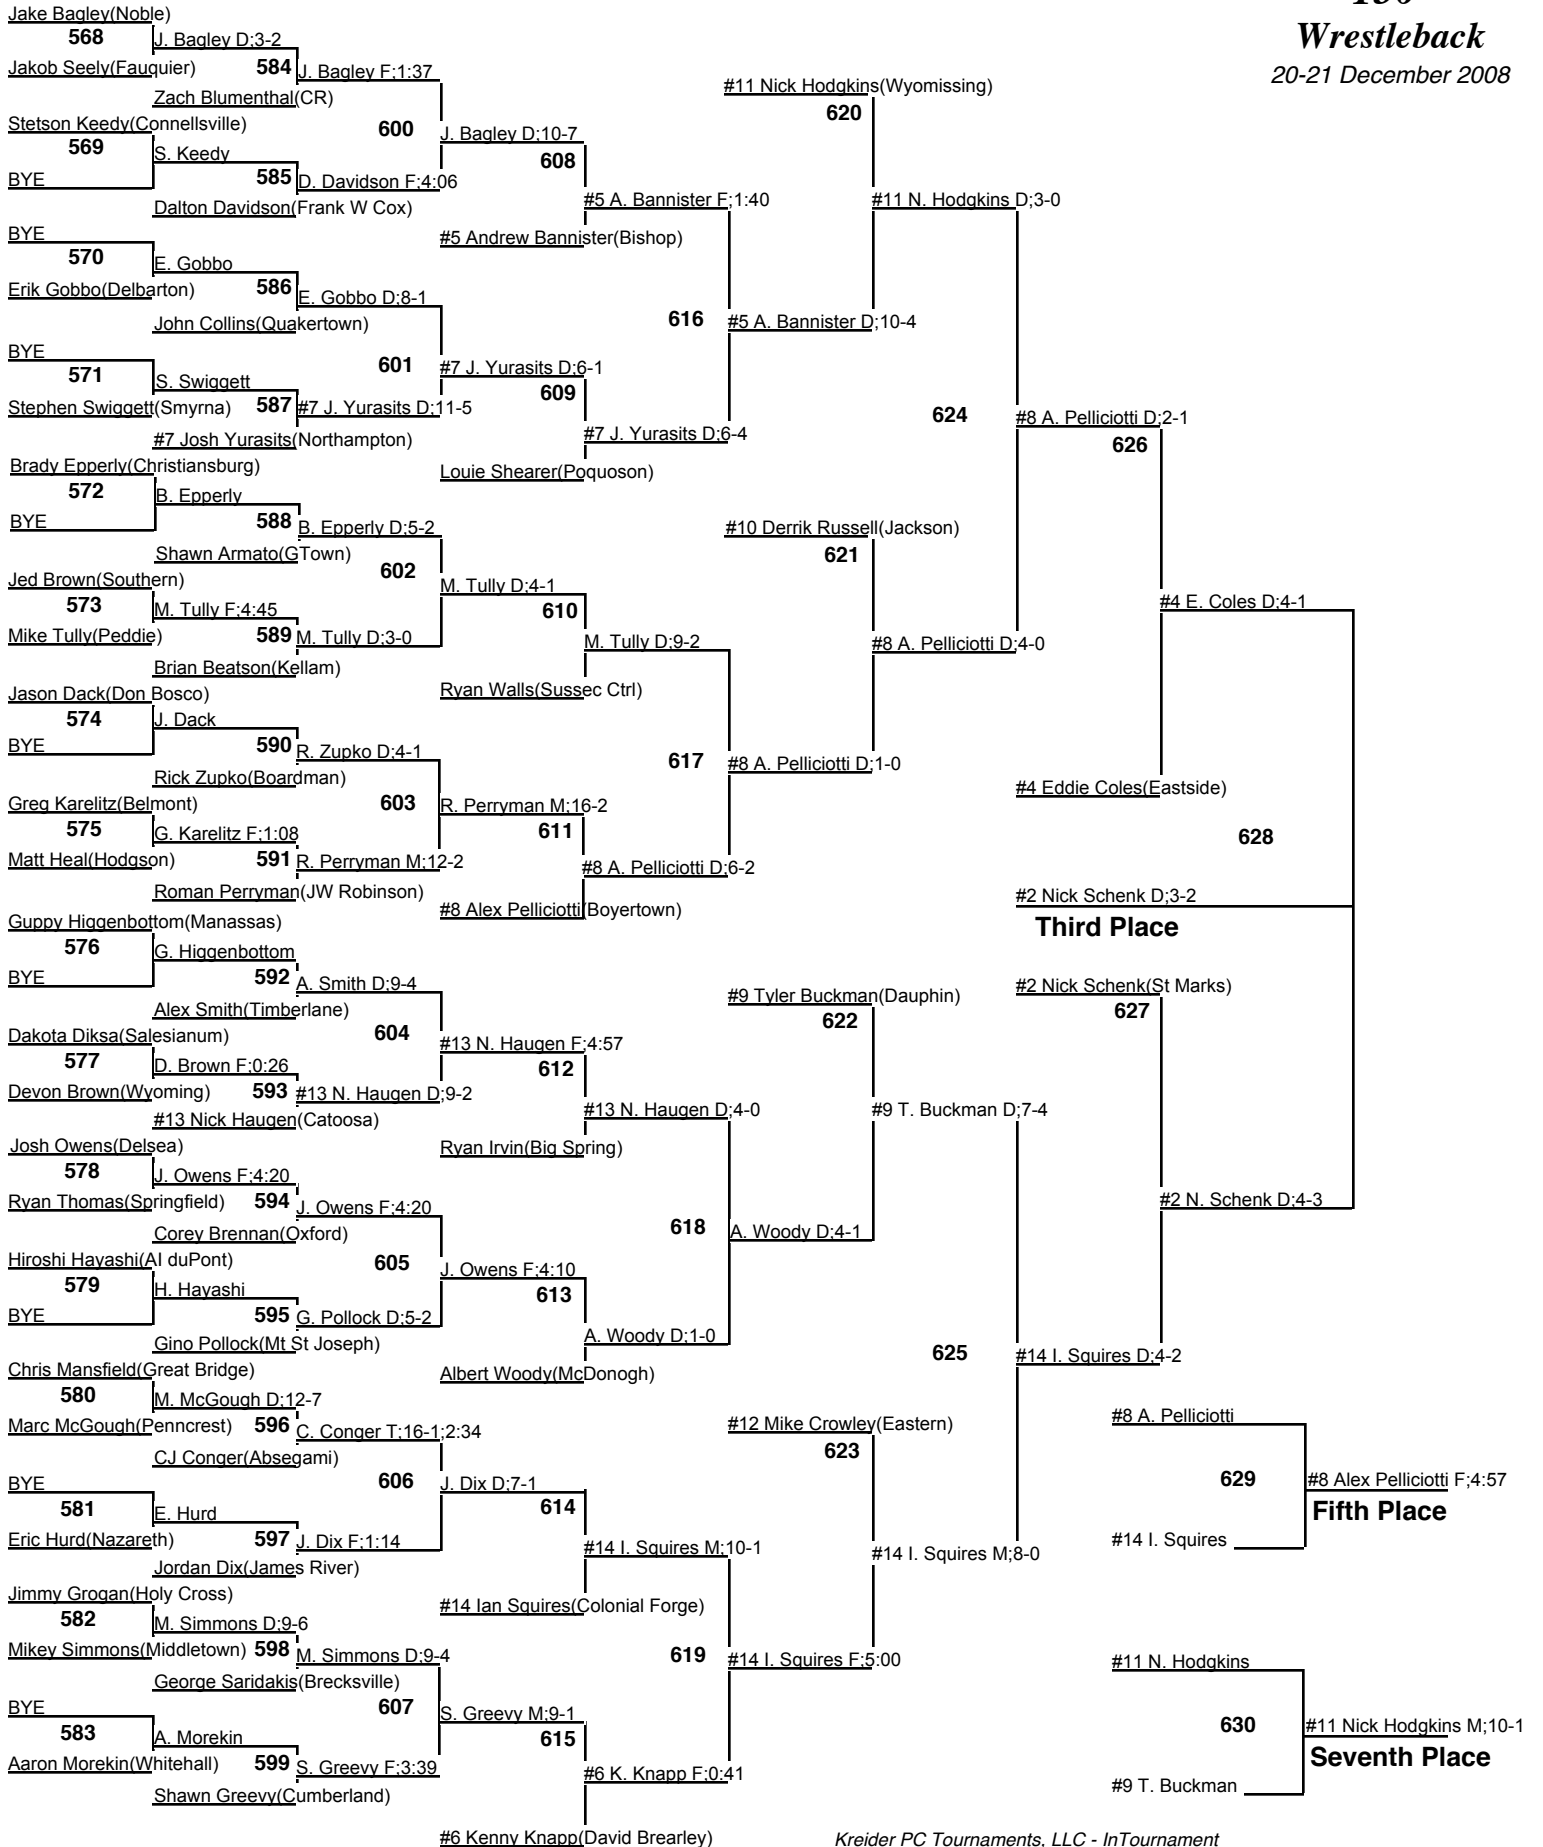 Wrestleback
20-21 December 2008
Jake Bagley(Noble)
568
J. Bagley D;3-2
Jakob Seely(Fauquier)
584
J. Bagley F;1:37
Zach Blumenthal(CR)
Stetson Keedy(Connellsville)
600
J. Bagley D;10-7
569
S. Keedy
608
BYE
585
D. Davidson F;4:06
Dalton Davidson(Frank W Cox)
#5 A. Bannister F;1:40
#5 Andrew Bannister(Bishop)
BYE
570
E. Gobbo
Erik Gobbo(Delbarton)
586
E. Gobbo D;8-1
John Collins(Quakertown)
616
#5 A. Bannister D;10-4
BYE
601
#7 J. Yurasits D;6-1
571
S. Swiggett
609
Stephen Swiggett(Smyrna)
587
#7 J. Yurasits D;11-5
#7 Josh Yurasits(Northampton)
#7 J. Yurasits D;6-4
Louie Shearer(Poquoson)
#11 Nick Hodgkins(Wyomissing)
620
#11 N. Hodgkins D;3-0
624
#8 A. Pelliciotti D;2-1
626
Brady Epperly(Christiansburg)
572
B. Epperly
BYE
588
B. Epperly D;5-2
Shawn Armato(GTown)
602
M. Tully D;4-1
Jed Brown(Southern)
573
M. Tully F;4:45
610
Mike Tully(Peddie)
589
M. Tully D;3-0
M. Tully D;9-2
Brian Beatson(Kellam)
Ryan Walls(Sussec Ctrl)
#10 Derrik Russell(Jackson)
621
#8 A. Pelliciotti D;4-0
#4 E. Coles D;4-1
Jason Dack(Don Bosco)
574
J. Dack
BYE
590
R. Zupko D;4-1
617
#8 A. Pelliciotti D;1-0
Rick Zupko(Boardman)
#4 Eddie Coles(Eastside)
Greg Karelitz(Belmont)
603
R. Perryman M;16-2
575
G. Karelitz F;1:08
611
628
Matt Heal(Hodgson)
591
R. Perryman M;12-2
#8 A. Pelliciotti D;6-2
Roman Perryman(JW Robinson)
#8 Alex Pelliciotti(Boyertown)
#2 Nick Schenk D;3-2
Third Place
Guppy Higgenbottom(Manassas)
576
G. Higgenbottom
BYE
592
A. Smith D;9-4
Alex Smith(Timberlane)
#9 Tyler Buckman(Dauphin)
622
#2 Nick Schenk(St Marks)
627
Dakota Diksa(Salesianum)
604
#13 N. Haugen F;4:57
577
D. Brown F;0:26
612
Devon Brown(Wyoming)
593
#13 N. Haugen D;9-2
#13 Nick Haugen(Catoosa)
#13 N. Haugen D;4-0
#9 T. Buckman D;7-4
Ryan Irvin(Big Spring)
Josh Owens(Delsea)
578
J. Owens F;4:20
Ryan Thomas(Springfield)
594
J. Owens F;4:20
#2 N. Schenk D;4-3
Corey Brennan(Oxford)
618
A. Woody D;4-1
Hiroshi Hayashi(AI duPont)
605
J. Owens F;4:10
579
H. Hayashi
613
BYE
595
G. Pollock D;5-2
Gino Pollock(Mt St Joseph)
A. Woody D;1-0
Albert Woody(McDonogh)
625
#14 I. Squires D;4-2
Chris Mansfield(Great Bridge)
580
M. McGough D;12-7
Marc McGough(Penncrest)
596
C. Conger T;16-1;2:34
CJ Conger(Absegami)
#12 Mike Crowley(Eastern)
623
#8 A. Pelliciotti
BYE
606
J. Dix D;7-1
629
#8 Alex Pelliciotti F;4:57
Fifth Place
581
E. Hurd
614
Eric Hurd(Nazareth)
597
J. Dix F;1:14
#14 I. Squires M;10-1
#14 I. Squires M;8-0
#14 I. Squires
Jordan Dix(James River)
#14 Ian Squires(Colonial Forge)
Jimmy Grogan(Holy Cross)
582
M. Simmons D;9-6
Mikey Simmons(Middletown)
598
M. Simmons D;9-4
619
#14 I. Squires F;5:00
#11 N. Hodgkins
George Saridakis(Brecksville)
BYE
607
S. Greevy M;9-1
583
A. Morekin
615
630
#11 Nick Hodgkins M;10-1
Seventh Place
Aaron Morekin(Whitehall)
599
S. Greevy F;3:39
#6 K. Knapp F;0:41
#9 T. Buckman
Shawn Greevy(Cumberland)
#6 Kenny Knapp(David Brearley)
Kreider PC Tournaments, LLC - InTournament